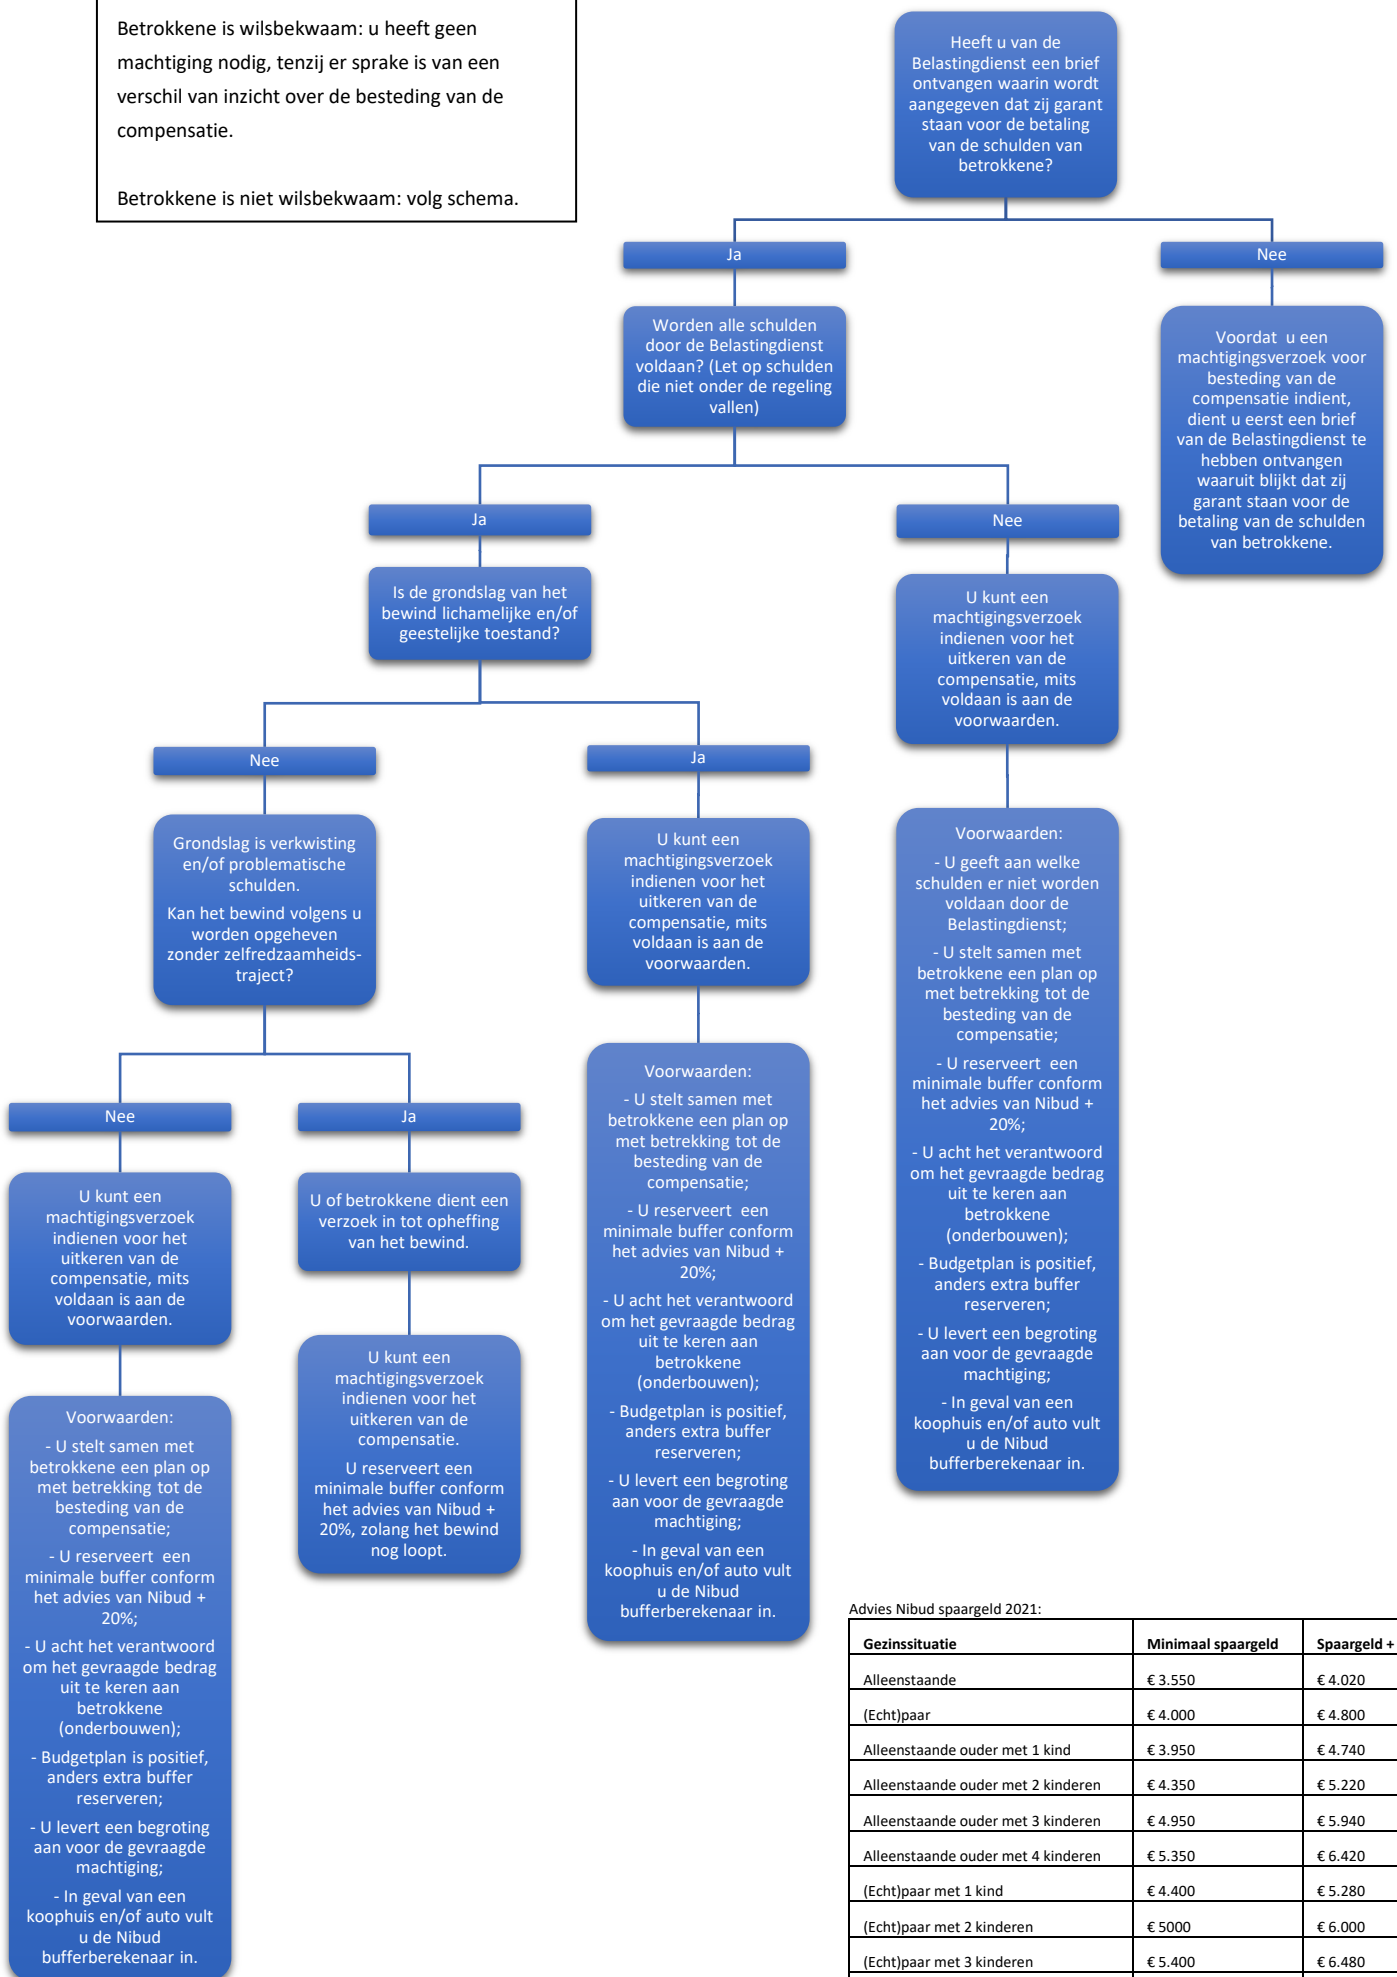 Betrokkene is wilsbekwaam: u heeft geen
machtiging nodig, tenzij er sprake is van een
verschil van inzicht over de besteding van de
compensatie.
Betrokkene is niet wilsbekwaam: volg schema.
Heeft u van de
Belastingdienst een brief
ontvangen waarin wordt
aangegeven dat zij garant
staan voor de betaling
van de schulden van
betrokkene?
Ja
Nee
Worden alle schulden
door de Belastingdienst
voldaan? (Let op schulden
die niet onder de regeling
vallen)
Voordat u een
machtigingsverzoek voor
besteding van de
compensatie indient,
dient u eerst een brief
van de Belastingdienst te
hebben ontvangen
waaruit blijkt dat zij
garant staan voor de
betaling van de schulden
van betrokkene.
Ja
Nee
Is de grondslag van het
bewind lichamelijke en/of
geestelijke toestand?
U kunt een
machtigingsverzoek
indienen voor het
uitkeren van de
compensatie, mits
voldaan is aan de
voorwaarden.
Nee
Ja
Grondslag is verkwisting
en/of problematische
schulden.
Kan het bewind volgens u
worden opgeheven
zonder zelfredzaamheids-
traject?
U kunt een
machtigingsverzoek
indienen voor het
uitkeren van de
compensatie, mits
voldaan is aan de
voorwaarden.
Voorwaarden:
- U geeft aan welke
schulden er niet worden
voldaan door de
Belastingdienst;
- U stelt samen met
betrokkene een plan op
met betrekking tot de
besteding van de
compensatie;
- U reserveert een
minimale buffer conform
het advies van Nibud +
20%;
- U acht het verantwoord
om het gevraagde bedrag
uit te keren aan
betrokkene
(onderbouwen);
- Budgetplan is positief,
anders extra buffer
reserveren;
- U levert een begroting
aan voor de gevraagde
machtiging;
- In geval van een
koophuis en/of auto vult
u de Nibud
bufferberekenaar in.
Nee
Ja
U kunt een
machtigingsverzoek
indienen voor het
uitkeren van de
compensatie, mits
voldaan is aan de
voorwaarden.
U of betrokkene dient een
verzoek in tot opheffing
van het bewind.
Voorwaarden:
- U stelt samen met
betrokkene een plan op
met betrekking tot de
besteding van de
compensatie;
- U reserveert een
minimale buffer conform
het advies van Nibud +
20%;
- U acht het verantwoord
om het gevraagde bedrag
uit te keren aan
betrokkene
(onderbouwen);
- Budgetplan is positief,
anders extra buffer
reserveren;
- U levert een begroting
aan voor de gevraagde
machtiging;
- In geval van een
koophuis en/of auto vult
u de Nibud
bufferberekenaar in.
U kunt een
machtigingsverzoek
indienen voor het
uitkeren van de
compensatie.
U reserveert een
minimale buffer conform
het advies van Nibud +
20%, zolang het bewind
nog loopt.
Voorwaarden:
- U stelt samen met
betrokkene een plan op
met betrekking tot de
besteding van de
compensatie;
- U reserveert een
minimale buffer conform
het advies van Nibud +
20%;
- U acht het verantwoord
om het gevraagde bedrag
uit te keren aan
betrokkene
(onderbouwen);
- Budgetplan is positief,
anders extra buffer
reserveren;
- U levert een begroting
aan voor de gevraagde
machtiging;
- In geval van een
koophuis en/of auto vult
u de Nibud
bufferberekenaar in.
Advies Nibud spaargeld 2021:
Gezinssituatie Minimaal spaargeld Spaargeld +
Alleenstaande € 3.550 € 4.020
(Echt)paar € 4.000 € 4.800
Alleenstaande ouder met 1 kind € 3.950 € 4.740
Alleenstaande ouder met 2 kinderen € 4.350 € 5.220
Alleenstaande ouder met 3 kinderen € 4.950 € 5.940
Alleenstaande ouder met 4 kinderen € 5.350 € 6.420
(Echt)paar met 1 kind € 4.400 € 5.280
(Echt)paar met 2 kinderen € 5000 € 6.000
(Echt)paar met 3 kinderen € 5.400 € 6.480